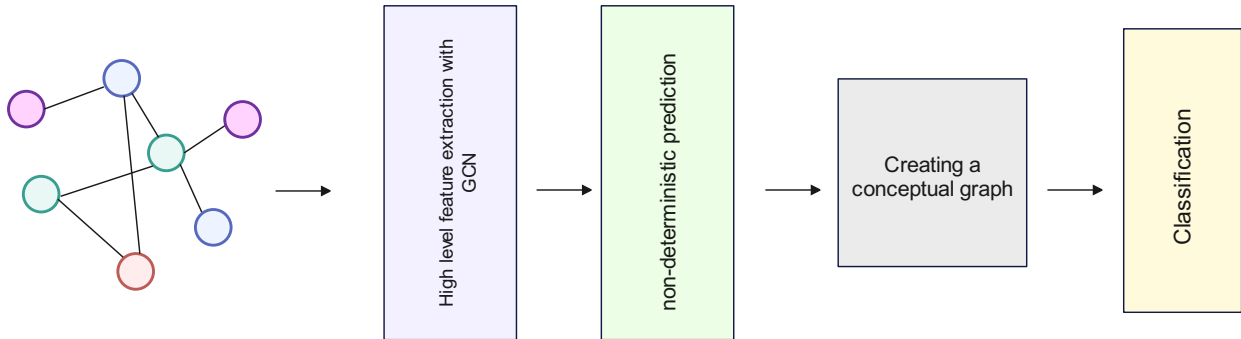 High level feature extraction with
GCN
non-deterministic prediction
Creating a
conceptual graph
Classification